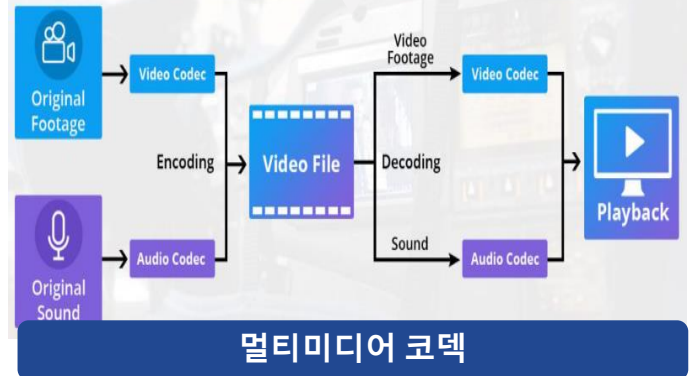 Original
Footage
Video Codec
Encoding
Original
Sound
Audio Codec
Video File
Video
Footage
Decoding
Sound
Video Codec
Audio Codec
Playback
멀티미디어 코덱